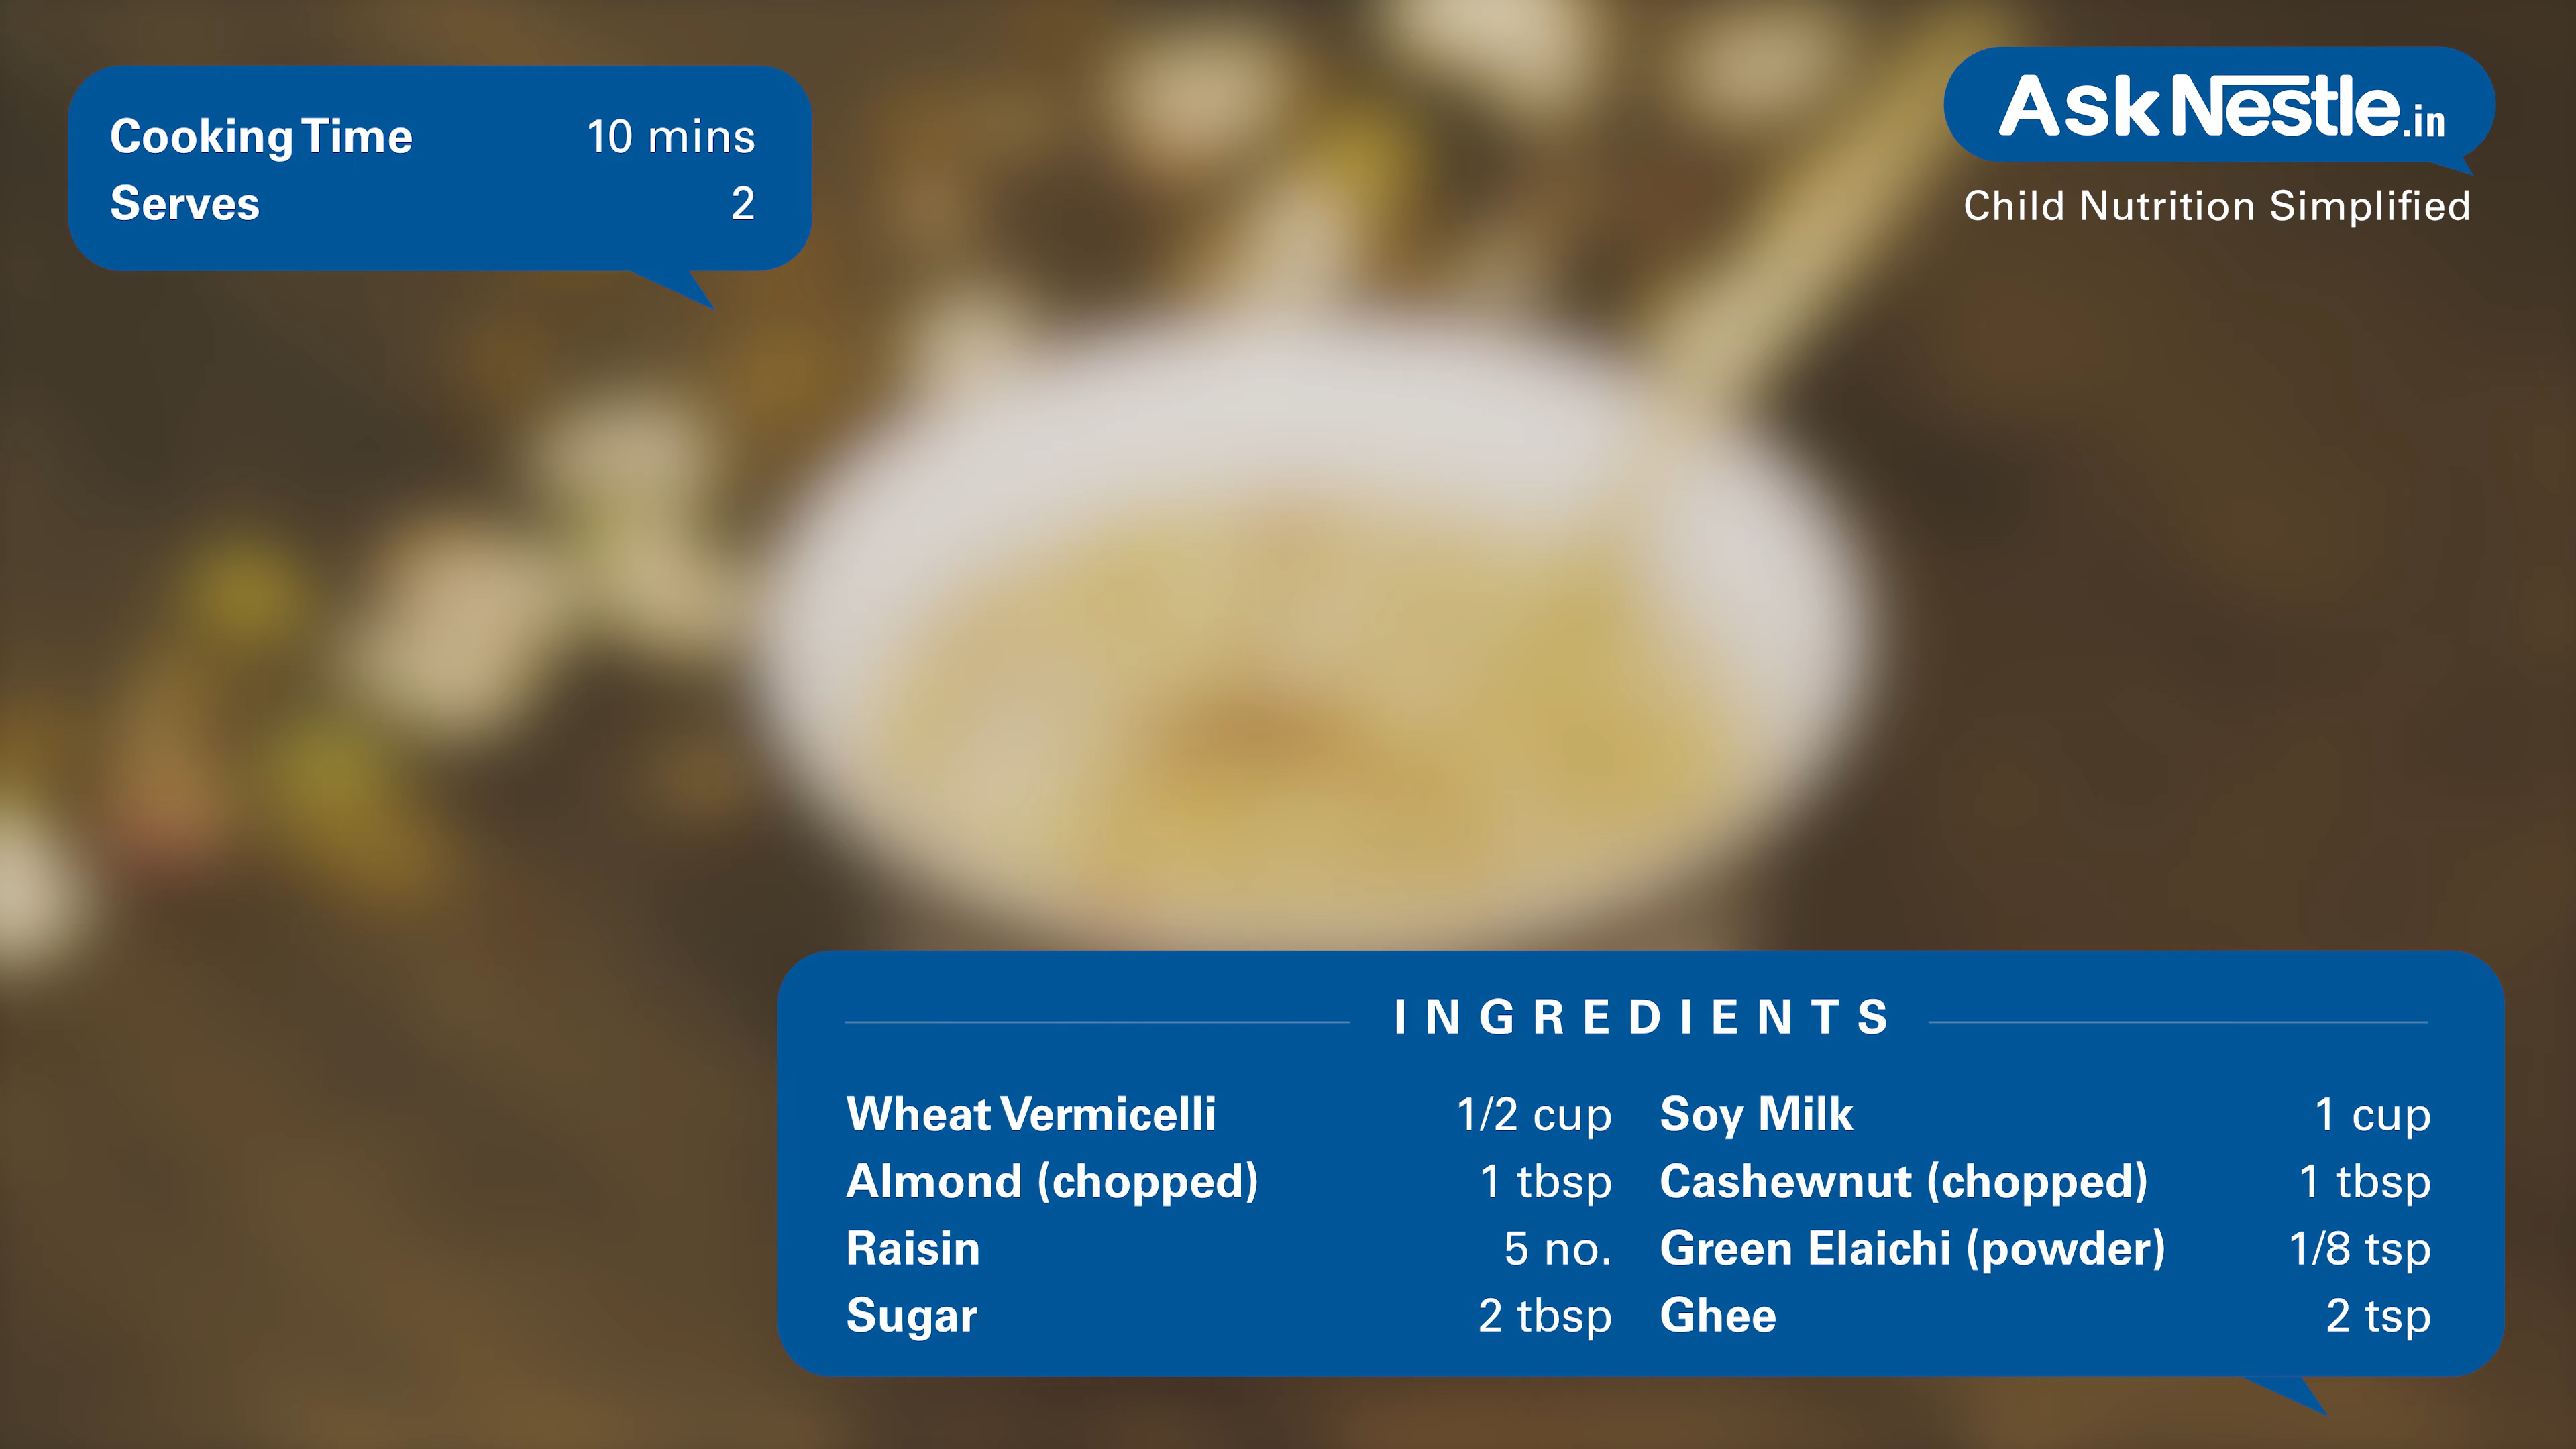 Cooking Time 10 mins
Serves 2
AskNestle.in
Child Nutrition Simplified
INGREDIENTS
Wheat Vermicelli 1/2 cup Soy Milk 1 cup
Almond (chopped) 1 tbsp Cashewnut (chopped) 1 tbsp
Raisin 5 no. Green Elaichi (powder) 1/8 tsp
Sugar 2 tbsp Ghee 2 tsp